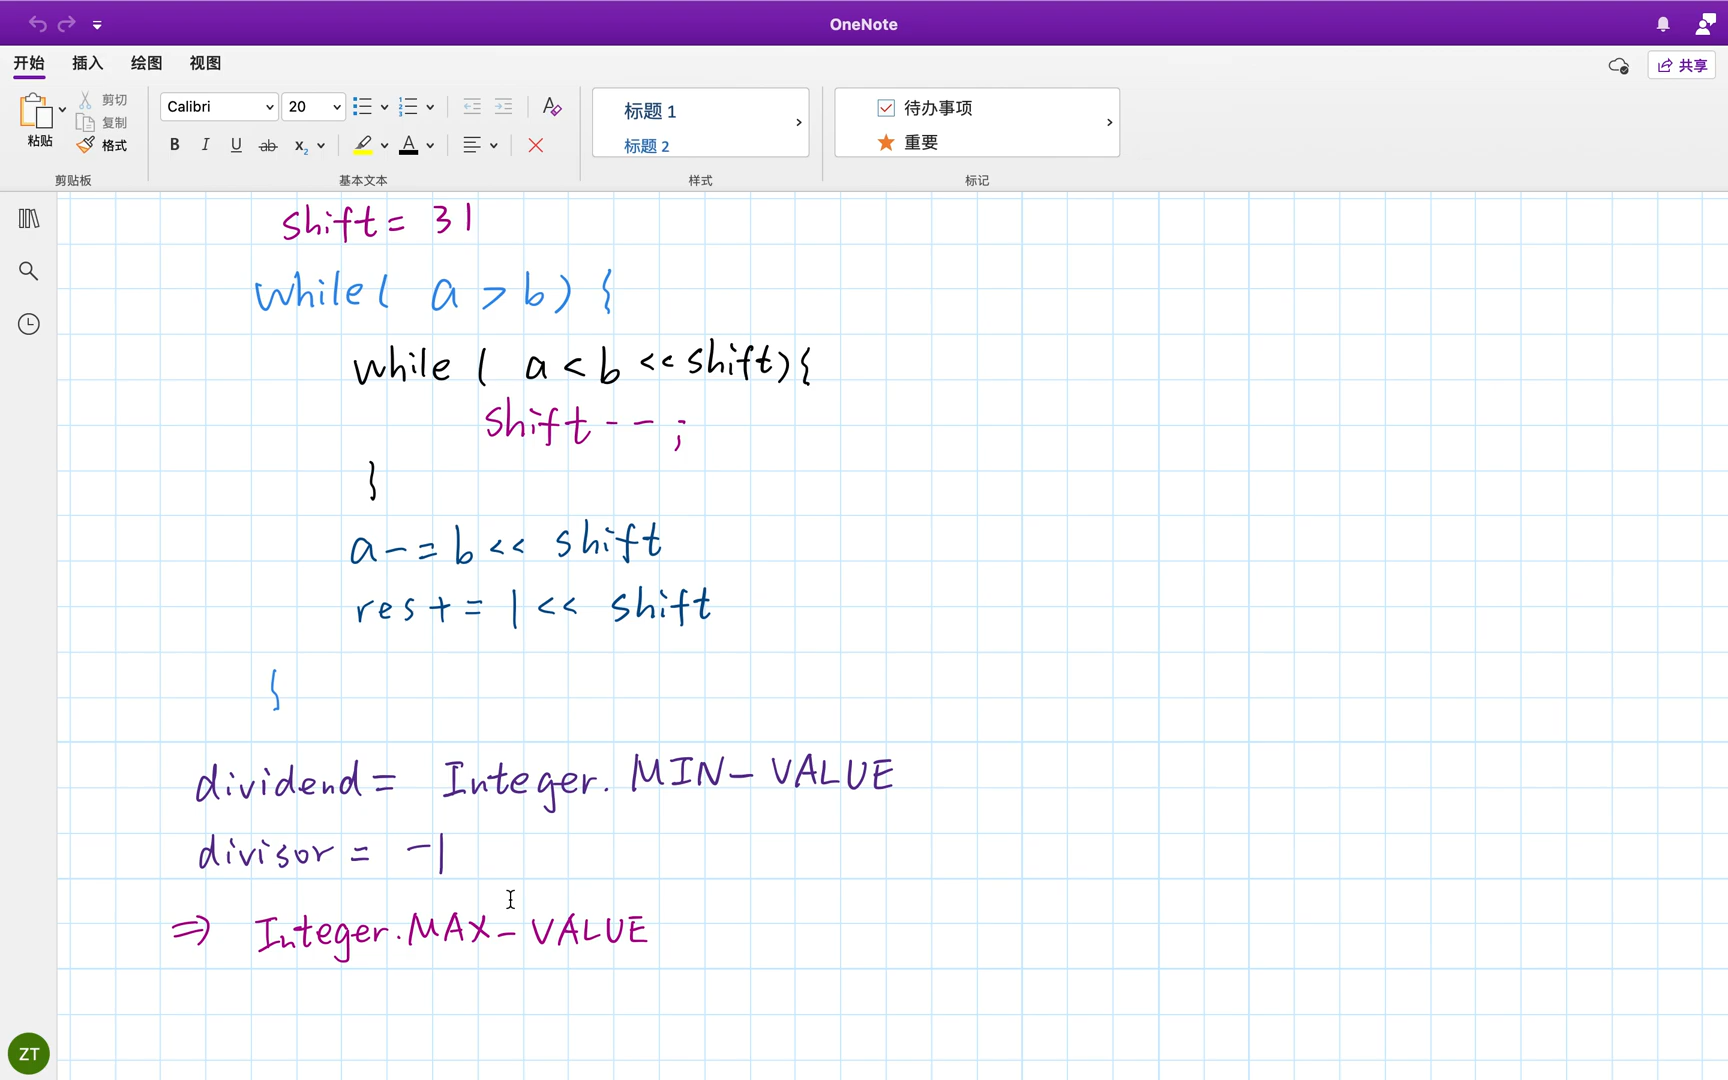 OneNote
开始 插入 绘图 视图
共享
粘贴
剪切
复制
格式
剪贴板
Calibri 20
B I U ab x₂ A
基本文本
标题 1
标题 2
样式
待办事项
重要
标记
shift = 31
while( a > b) {
while ( a < b << shift){
shift--;
}
a -= b << shift
res += 1 << shift
}
dividend = Integer. MIN_VALUE
divisor = -1
=> Integer.MAX_VALUE
ZT